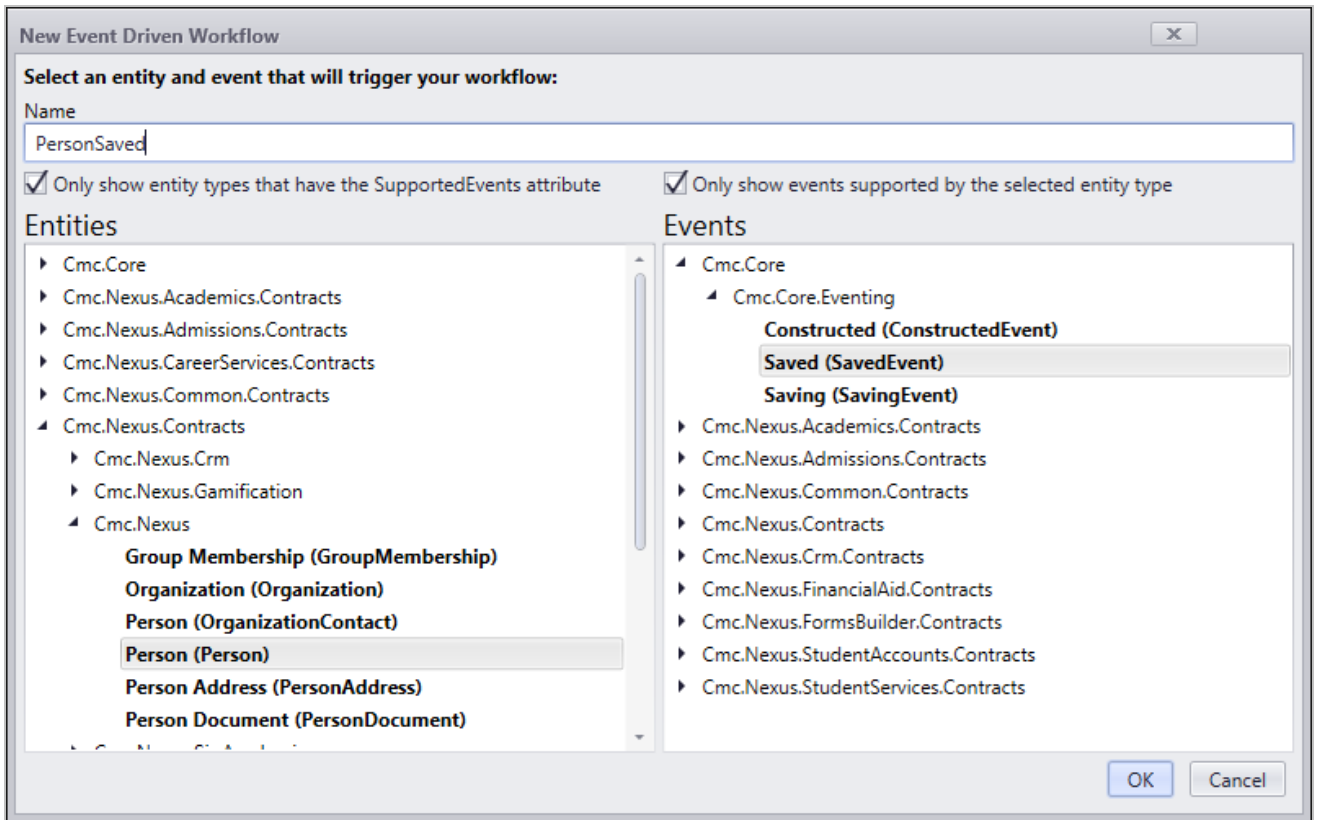 New Event Driven Workflow
Select an entity and event that will trigger your workflow:
Name
PersonSaved
Only show entity types that have the SupportedEvents attribute
Only show events supported by the selected entity type
Entities
Cmc.Core
Cmc.Nexus.Academics.Contracts
Cmc.Nexus.Admissions.Contracts
Cmc.Nexus.CareerServices.Contracts
Cmc.Nexus.Common.Contracts
Cmc.Nexus.Contracts
Cmc.Nexus.Crm
Cmc.Nexus.Gamification
Cmc.Nexus
Group Membership (GroupMembership)
Organization (Organization)
Person (OrganizationContact)
Person (Person)
Person Address (PersonAddress)
Person Document (PersonDocument)
Events
Cmc.Core
Cmc.Core.Eventing
Constructed (ConstructedEvent)
Saved (SavedEvent)
Saving (SavingEvent)
Cmc.Nexus.Academics.Contracts
Cmc.Nexus.Admissions.Contracts
Cmc.Nexus.Common.Contracts
Cmc.Nexus.Contracts
Cmc.Nexus.Crm.Contracts
Cmc.Nexus.FinancialAid.Contracts
Cmc.Nexus.FormsBuilder.Contracts
Cmc.Nexus.StudentAccounts.Contracts
Cmc.Nexus.StudentServices.Contracts
OK
Cancel